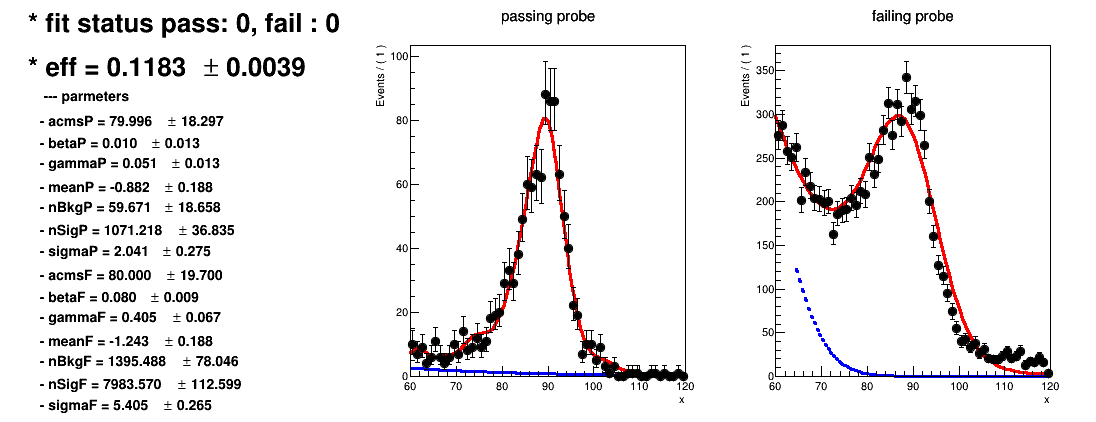 * fit status pass: 0, fail : 0
* eff = 0.1183 ± 0.0039
--- parmeters
- acmsP = 79.996 ± 18.297
- betaP = 0.010 ± 0.013
- gammaP = 0.051 ± 0.013
- meanP = -0.882 ± 0.188
- nBkgP = 59.671 ± 18.658
- nSigP = 1071.218 ± 36.835
- sigmaP = 2.041 ± 0.275
- acmsF = 80.000 ± 19.700
- betaF = 0.080 ± 0.009
- gammaF = 0.405 ± 0.067
- meanF = -1.243 ± 0.188
- nBkgF = 1395.488 ± 78.046
- nSigF = 7983.570 ± 112.599
- sigmaF = 5.405 ± 0.265
passing probe
Events / ( 1 )
100
80
60
40
20
0
60 70 80 90 100 110 120
x
failing probe
Events / ( 1 )
350
300
250
200
150
100
50
0
60 70 80 90 100 110 120
x